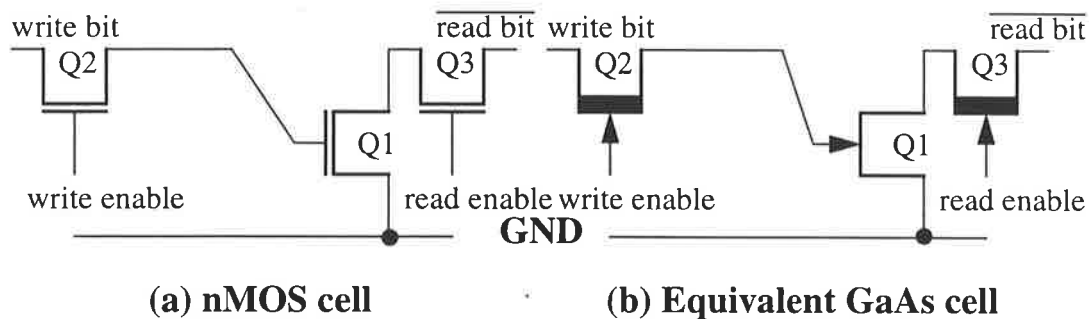 write bit
read bit
write bit
read bit
Q2
Q3
Q2
Q3
Q1
Q1
write enable
read enable
write enable
read enable
GND
(a) nMOS cell
(b) Equivalent GaAs cell